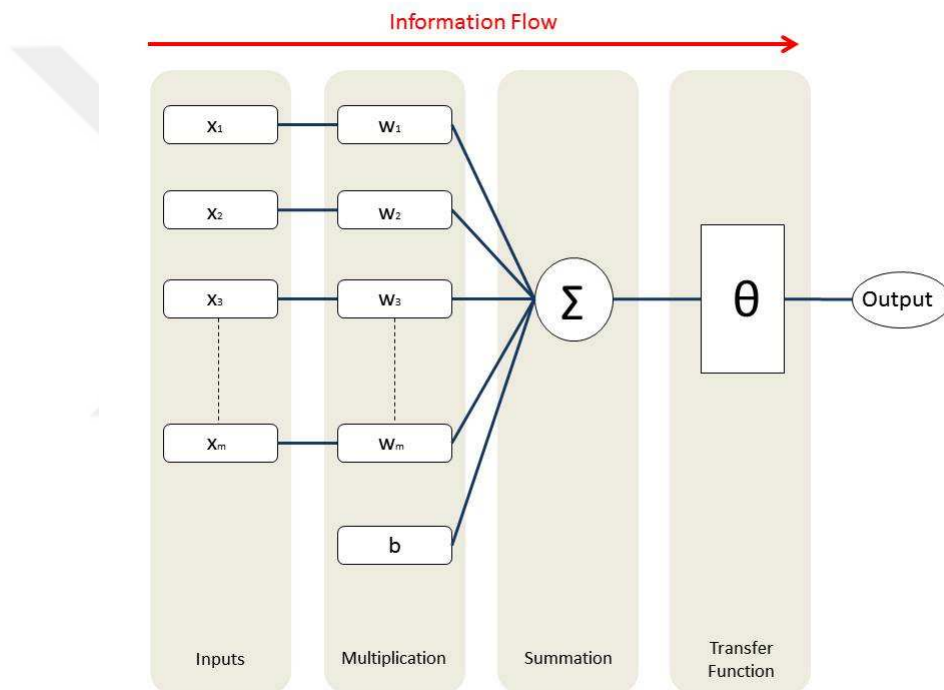 Information Flow
x₁ w₁
x₂ w₂
x₃ w₃
Σ θ Output
xₘ wₘ
b
Inputs Multiplication Summation Transfer
Function